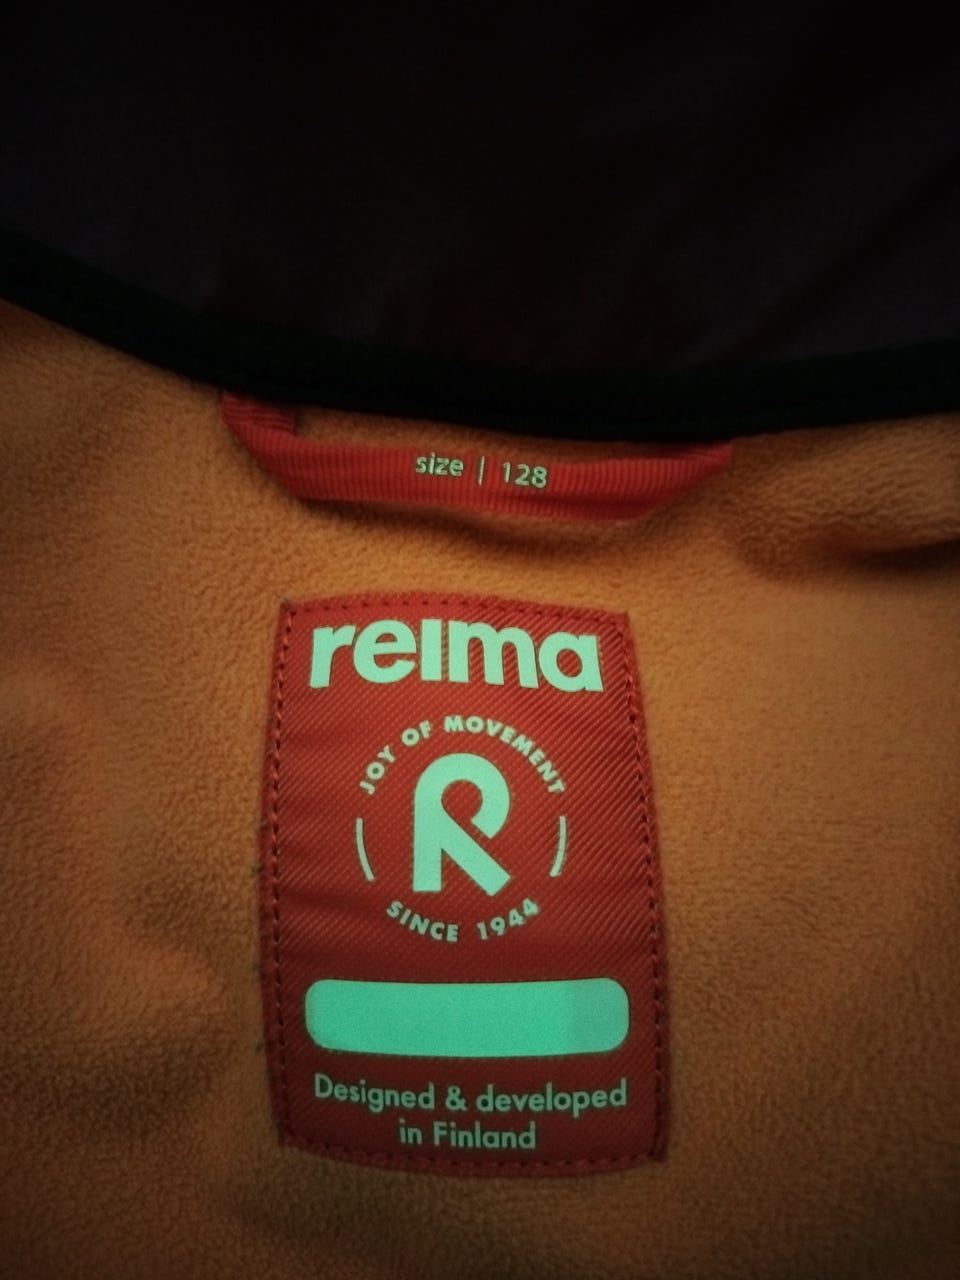 size | 128
reima
JOY OF MOVEMENT
SINCE 1944
Designed & developed
in Finland